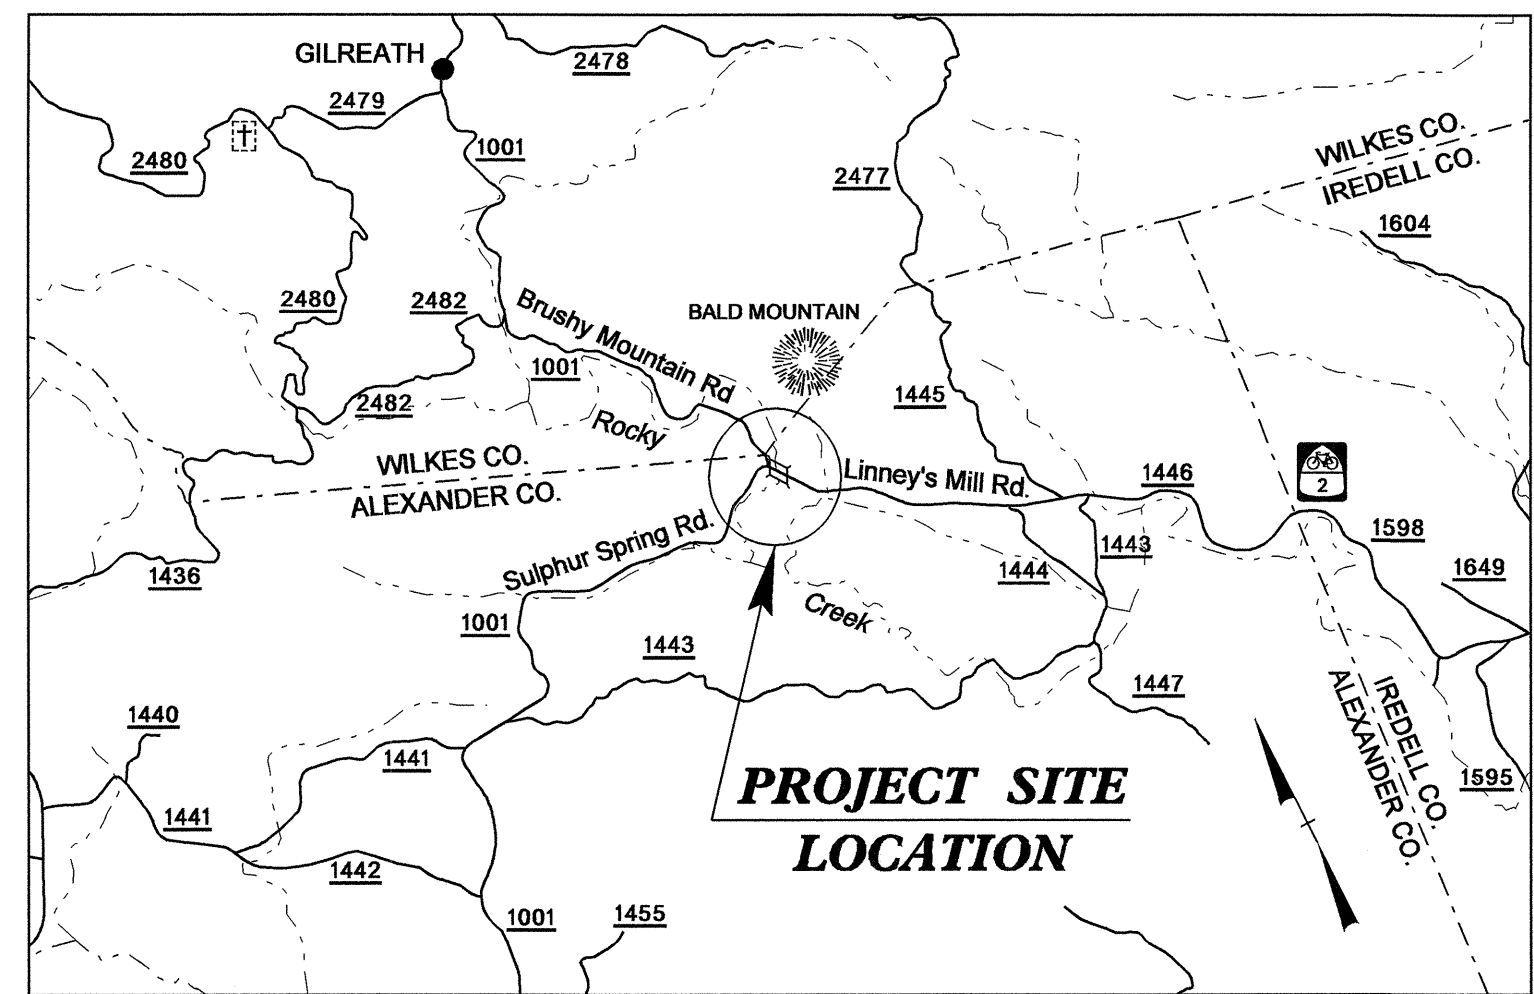 GILREATH
2478
2479
1001
2480
2477
WILKES CO.
IREDELL CO.
1604
2480
2482
Brushy Mountain Rd
BALD MOUNTAIN
1001
2482
1445
Rocky
WILKES CO.
ALEXANDER CO.
Linney's Mill Rd.
1446
2
1598
Sulphur Spring Rd.
1443
1444
1436
1649
1001
Creek
1443
1447
1440
IREDELL CO.
ALEXANDER CO.
1441
1595
PROJECT SITE
LOCATION
1441
1442
1001
1455